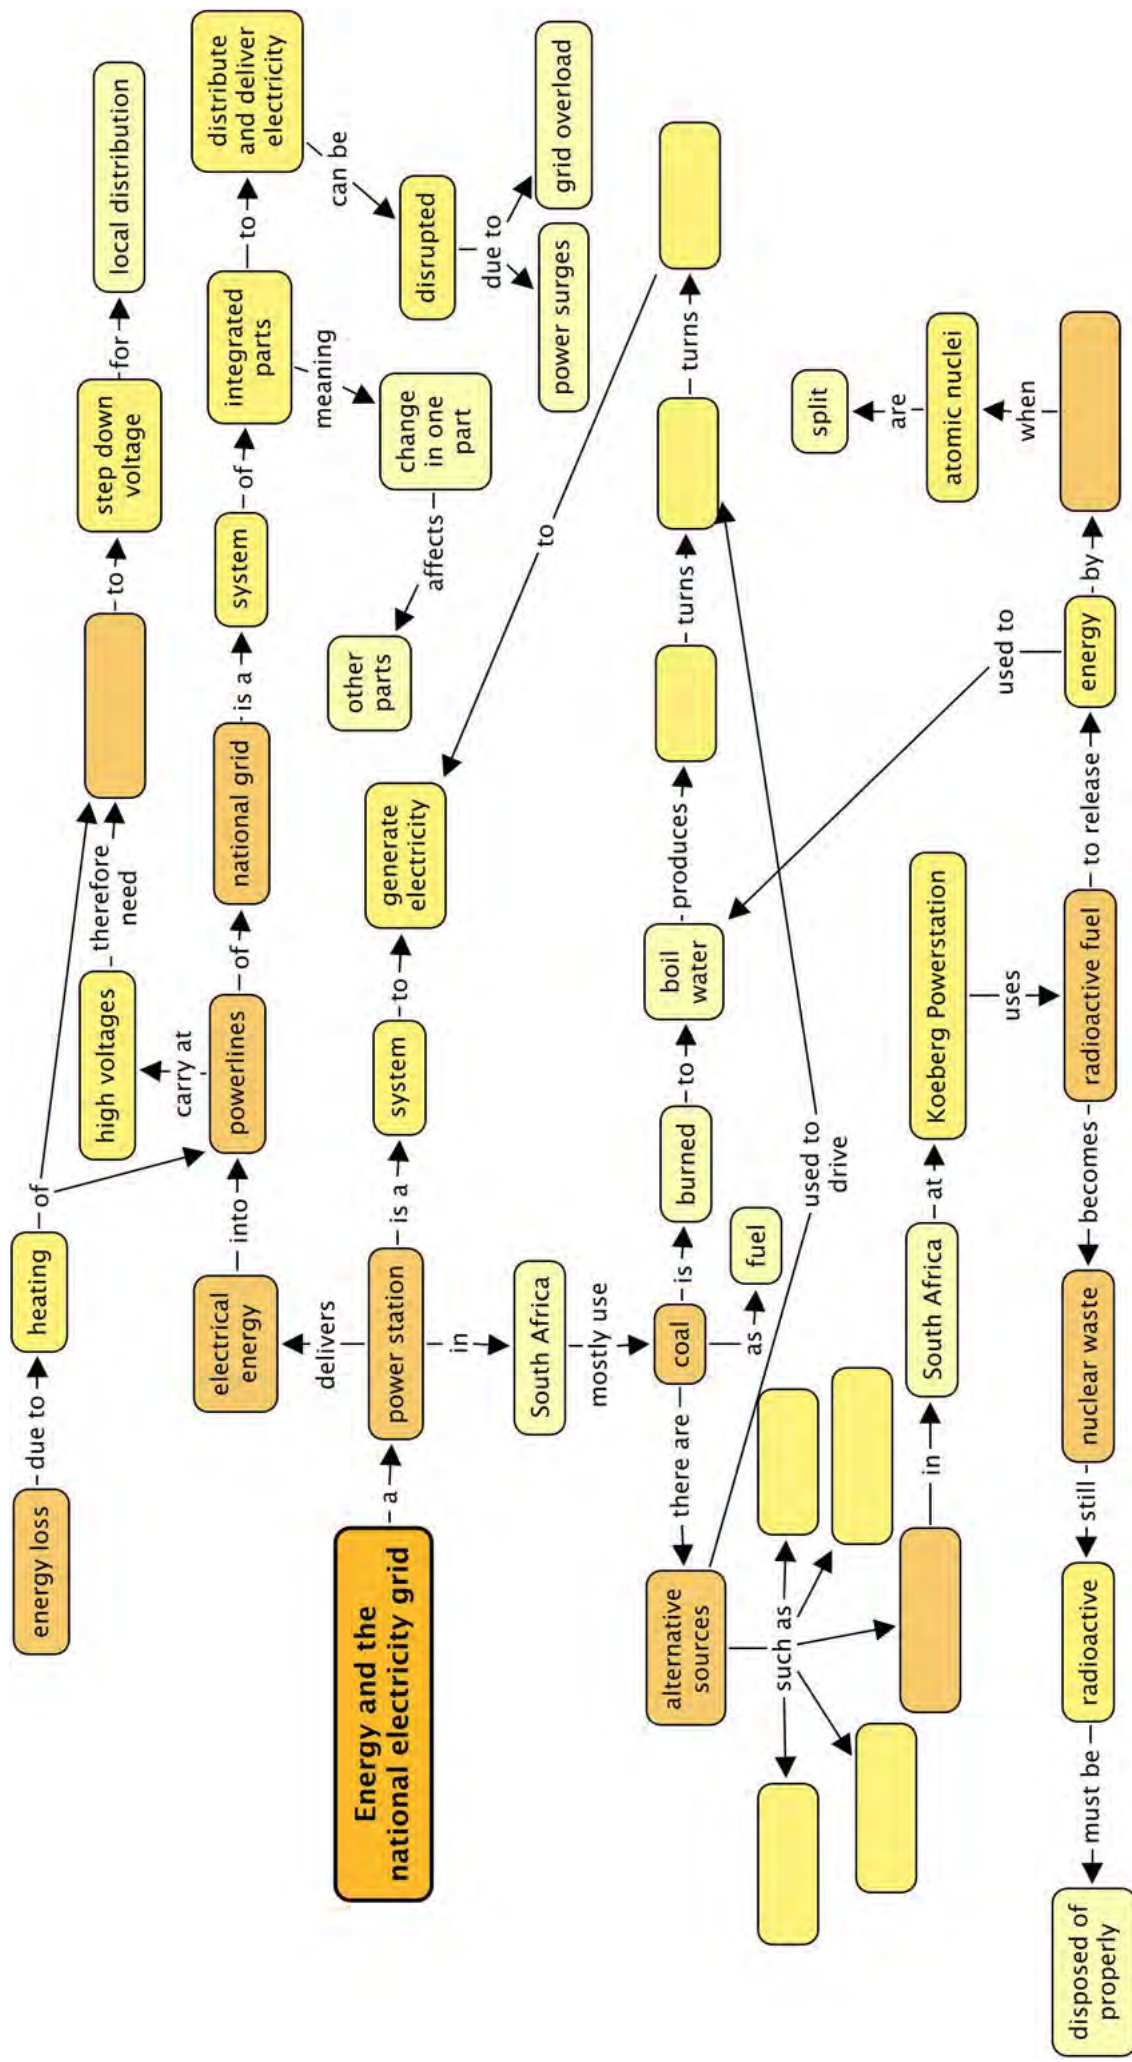 energy loss
due to
heating
of
high voltages
therefore
need
to
step down
voltage
for
local distribution
carry at
electrical
energy
into
powerlines
of
national grid
is a
system
of
integrated
parts
to
distribute
and deliver
electricity
delivers
meaning
can be
Energy and the
national electricity grid
a
power station
is a
system
to
generate
electricity
other
parts
affects
change
in one
part
disrupted
due to
power surges
grid overload
in
South Africa
mostly use
to
alternative
sources
there are
coal
is
burned
to
boil
water
produces
turns
turns
as
fuel
such as
used to
drive
split
are
in
South Africa
at
Koeberg Powerstation
atomic nuclei
uses
used to
when
disposed of
properly
must be
radioactive
still
nuclear waste
becomes
radioactive fuel
to release
energy
by